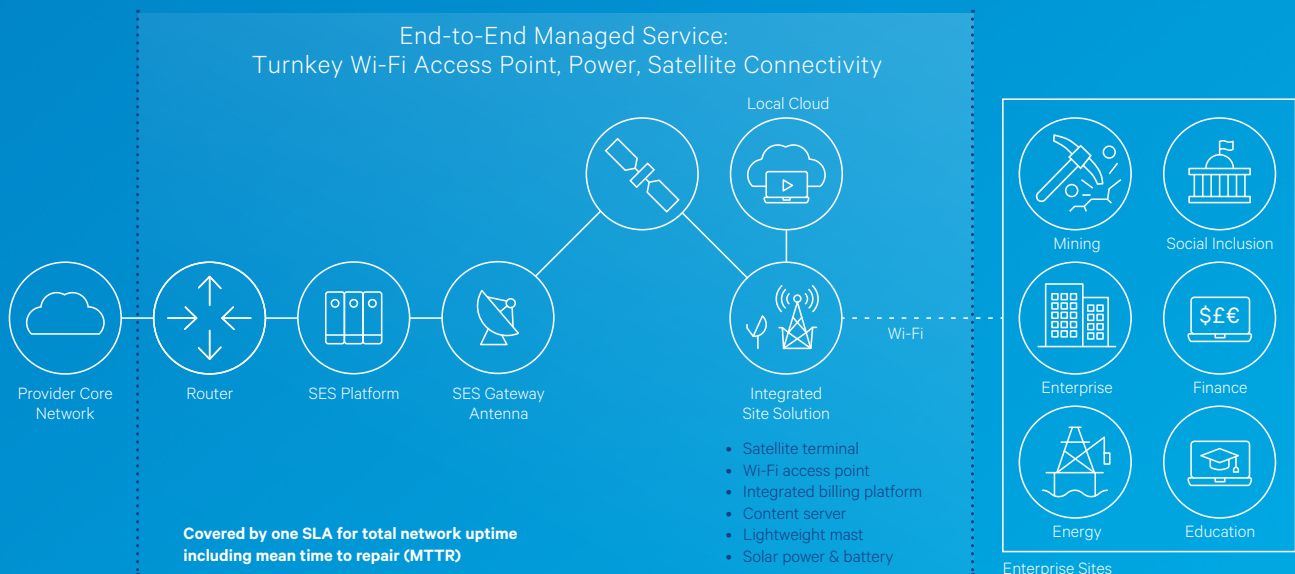 End-to-End Managed Service:
Turnkey Wi-Fi Access Point, Power, Satellite Connectivity
Local Cloud
Mining
Social Inclusion
$£€
Wi-Fi
Provider Core
Network
Router
SES Platform
SES Gateway
Antenna
Integrated
Site Solution
Enterprise
Finance
• Satellite terminal
• Wi-Fi access point
• Integrated billing platform
• Content server
• Lightweight mast
• Solar power & battery
Covered by one SLA for total network uptime
including mean time to repair (MTTR)
Energy
Education
Enterprise Sites